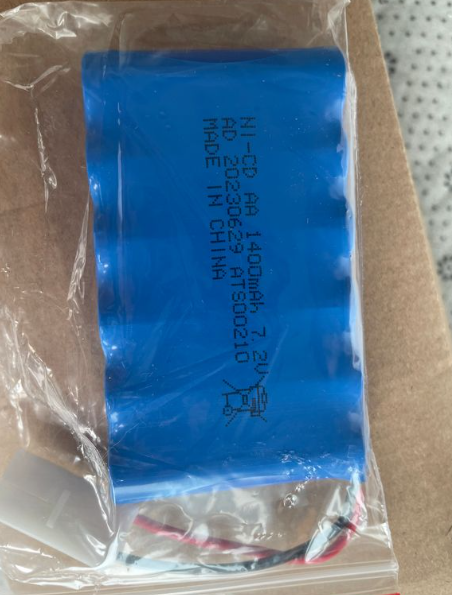 NI-CD AA 1400mAh 7.2V
AD 20230629 ATS00210
MADE IN CHINA